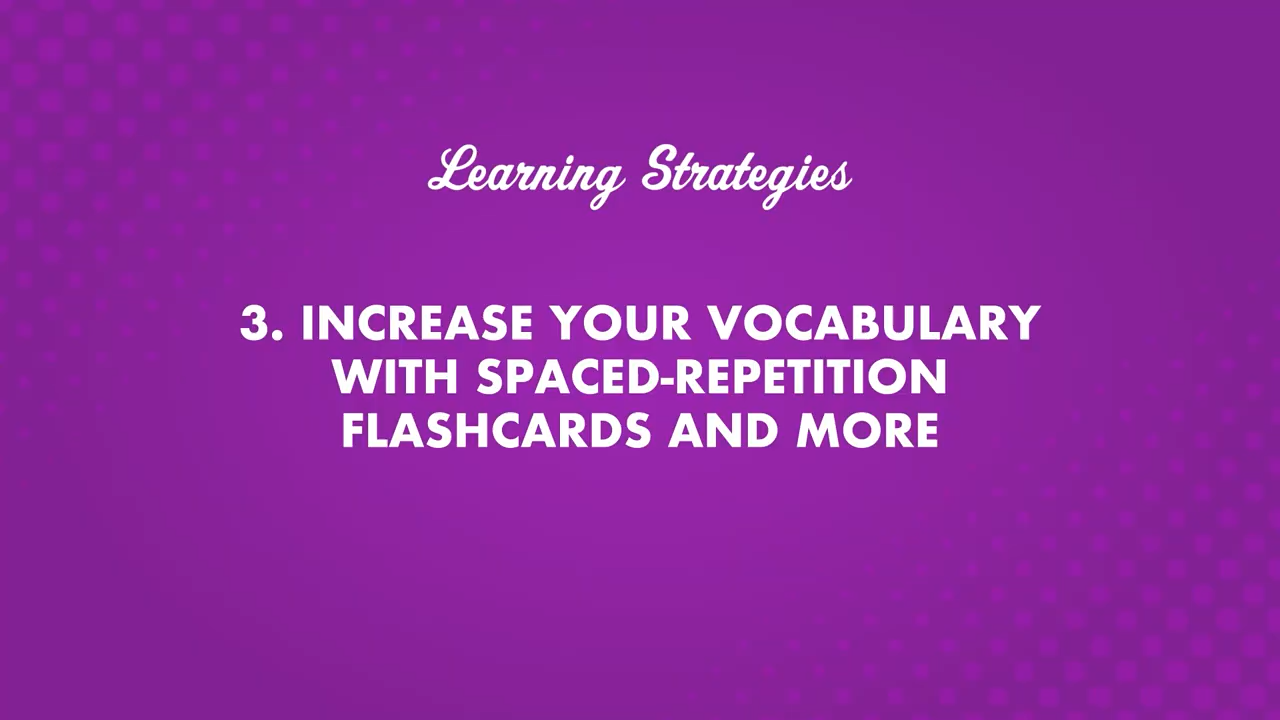 Learning Strategies
3. INCREASE YOUR VOCABULARY
WITH SPACED-REPETITION
FLASHCARDS AND MORE